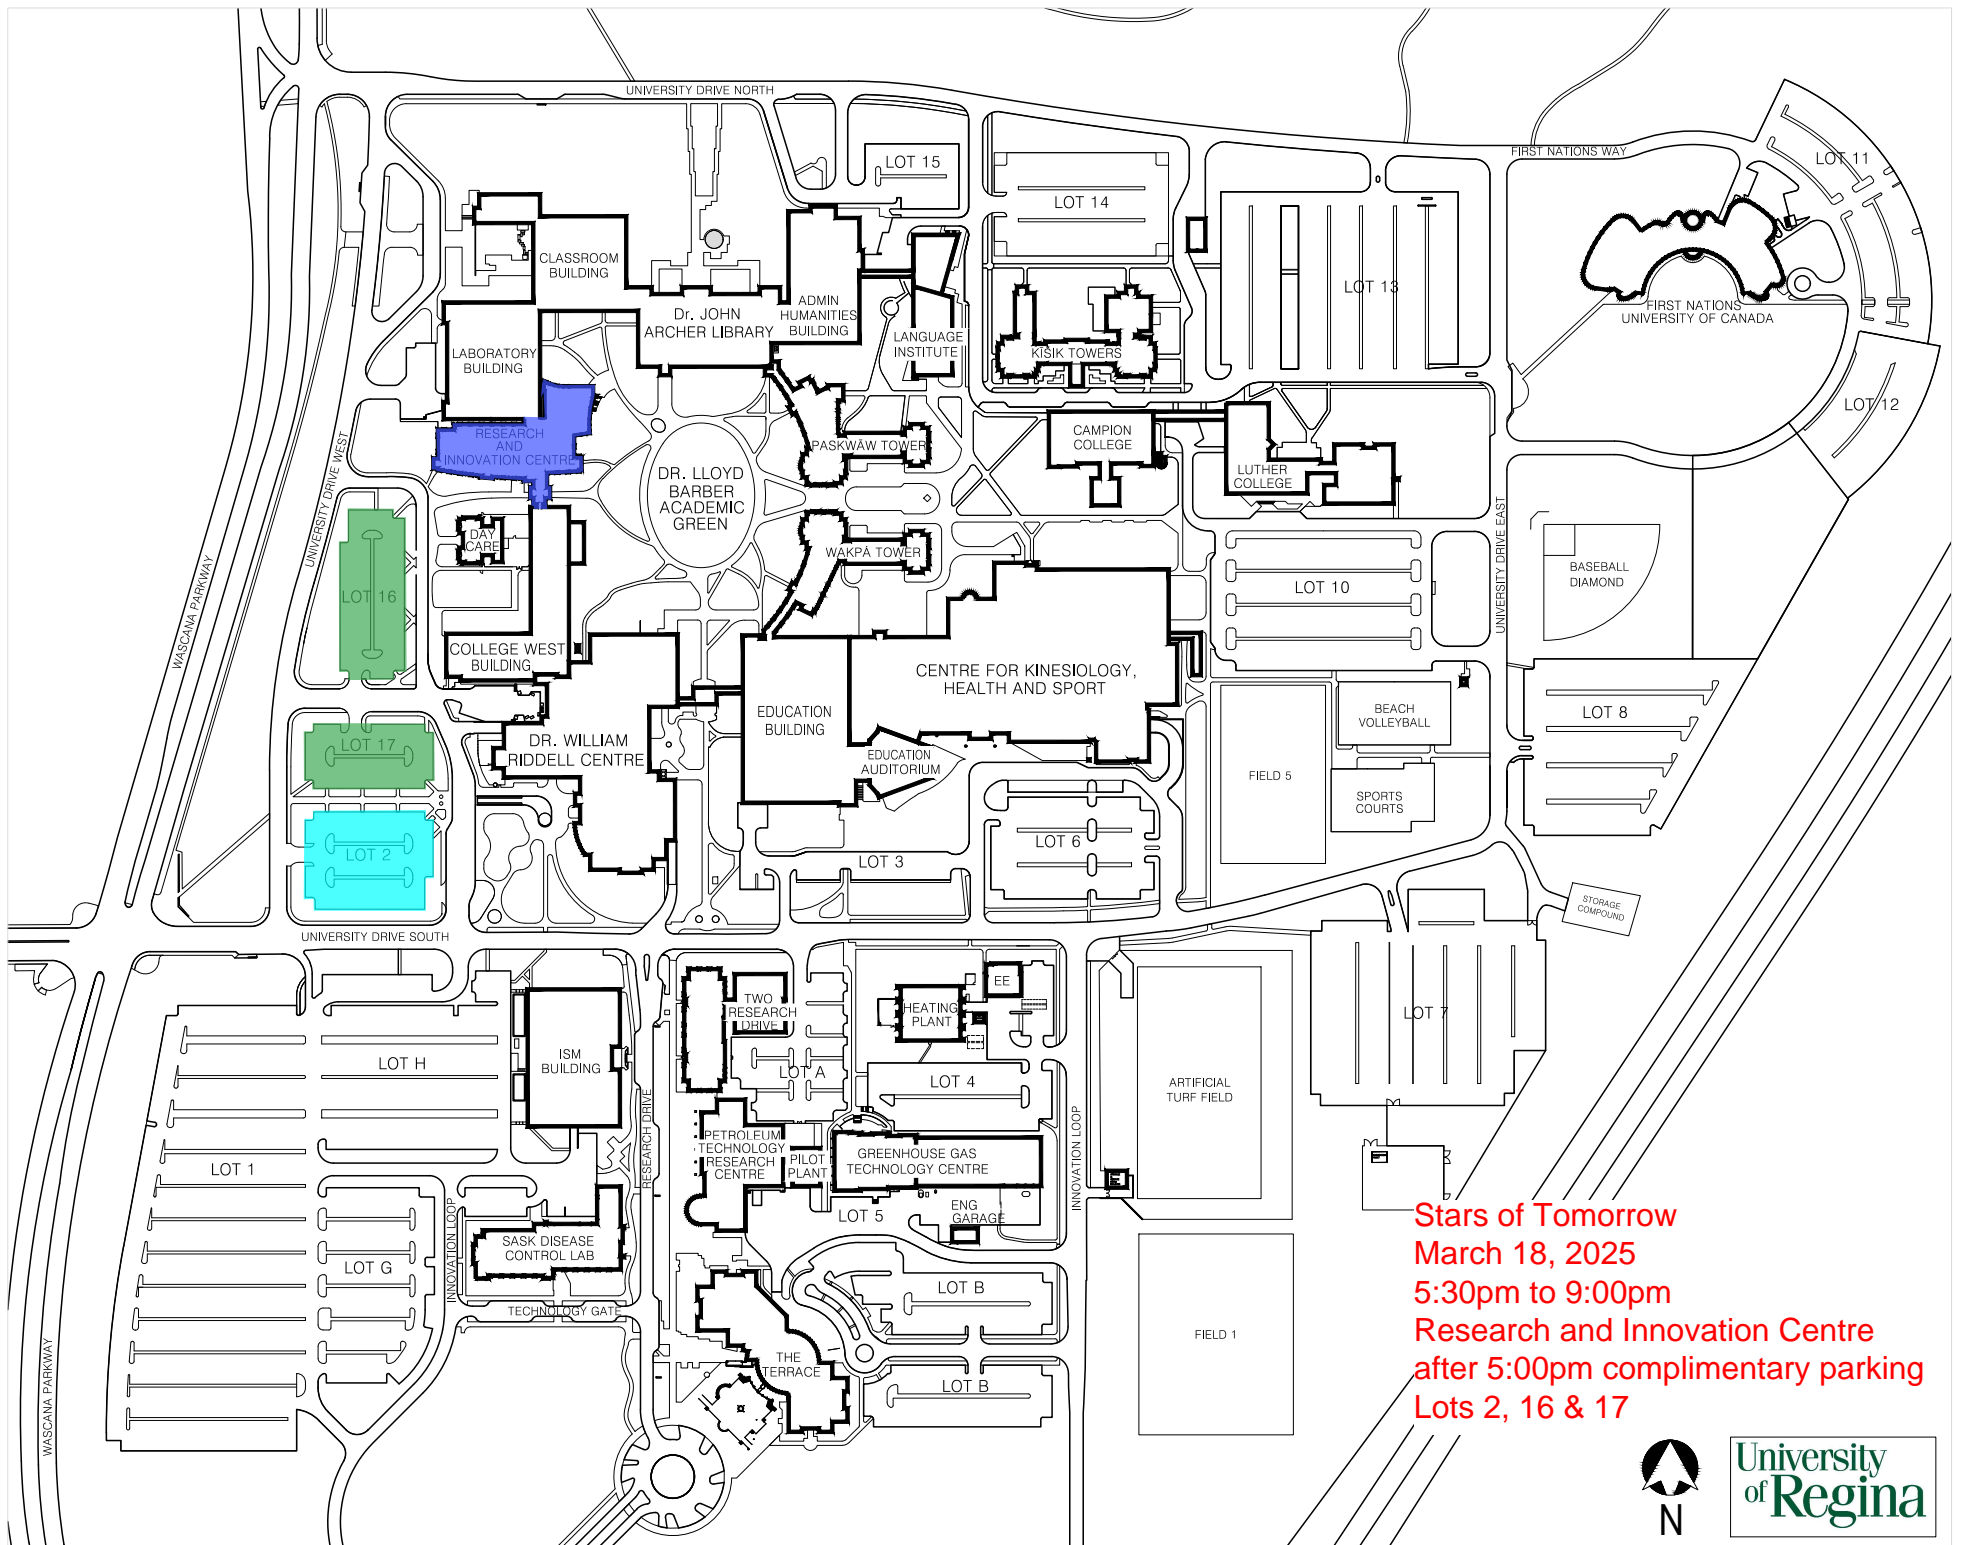 UNIVERSITY DRIVE NORTH
FIRST NATIONS WAY
LOT 11
LOT 15
LOT 14
CLASSROOM
BUILDING
LOT 13
ADMIN
HUMANITIES
BUILDING
Dr. JOHN
ARCHER LIBRARY
FIRST NATIONS
UNIVERSITY OF CANADA
LANGUAGE
INSTITUTE
KĪSIK TOWERS
LABORATORY
BUILDING
LOT 12
RESEARCH
AND
INNOVATION CENTRE
PASKWĀW TOWER
CAMPION
COLLEGE
LUTHER
COLLEGE
UNIVERSITY DRIVE WEST
DR. LLOYD
BARBER
ACADEMIC
GREEN
UNIVERSITY DRIVE EAST
DAY
CARE
WAKPĀ TOWER
BASEBALL
DIAMOND
LOT 10
LOT 16
WASCANA PARKWAY
COLLEGE WEST
BUILDING
CENTRE FOR KINESIOLOGY,
HEALTH AND SPORT
EDUCATION
BUILDING
BEACH
VOLLEYBALL
LOT 8
LOT 17
DR. WILLIAM
RIDDELL CENTRE
EDUCATION
AUDITORIUM
FIELD 5
SPORTS
COURTS
LOT 2
LOT 3
LOT 6
STORAGE
COMPOUND
UNIVERSITY DRIVE SOUTH
TWO
RESEARCH
DRIVE
EE
HEATING
PLANT
LOT 7
ISM
BUILDING
LOT H
LOT A
LOT 4
ARTIFICIAL
TURF FIELD
RESEARCH DRIVE
INNOVATION LOOP
PETROLEUM
TECHNOLOGY
RESEARCH
CENTRE
PILOT
PLANT
GREENHOUSE GAS
TECHNOLOGY CENTRE
LOT 1
LOT 5
ENG
GARAGE
INNOVATION LOOP
SASK DISEASE
CONTROL LAB
LOT G
LOT B
TECHNOLOGY GATE
FIELD 1
THE
TERRACE
LOT B
WASCANA PARKWAY
Stars of Tomorrow
March 18, 2025
5:30pm to 9:00pm
Research and Innovation Centre
after 5:00pm complimentary parking
Lots 2, 16 & 17
N
University
of Regina